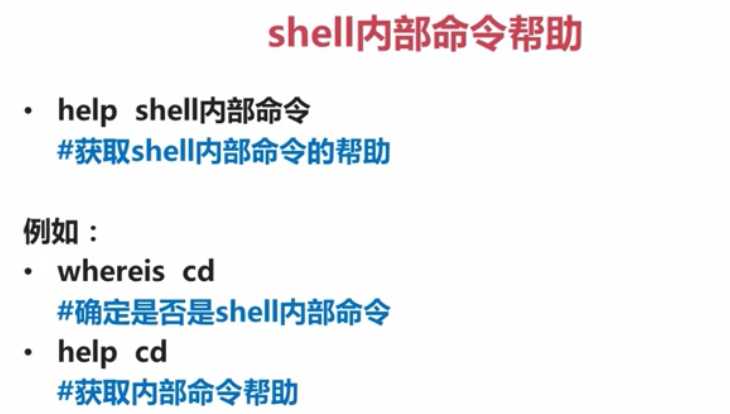 shell内部命令帮助
• help shell内部命令
#获取shell内部命令的帮助
例如：
• whereis cd
#确定是否是shell内部命令
• help cd
#获取内部命令帮助